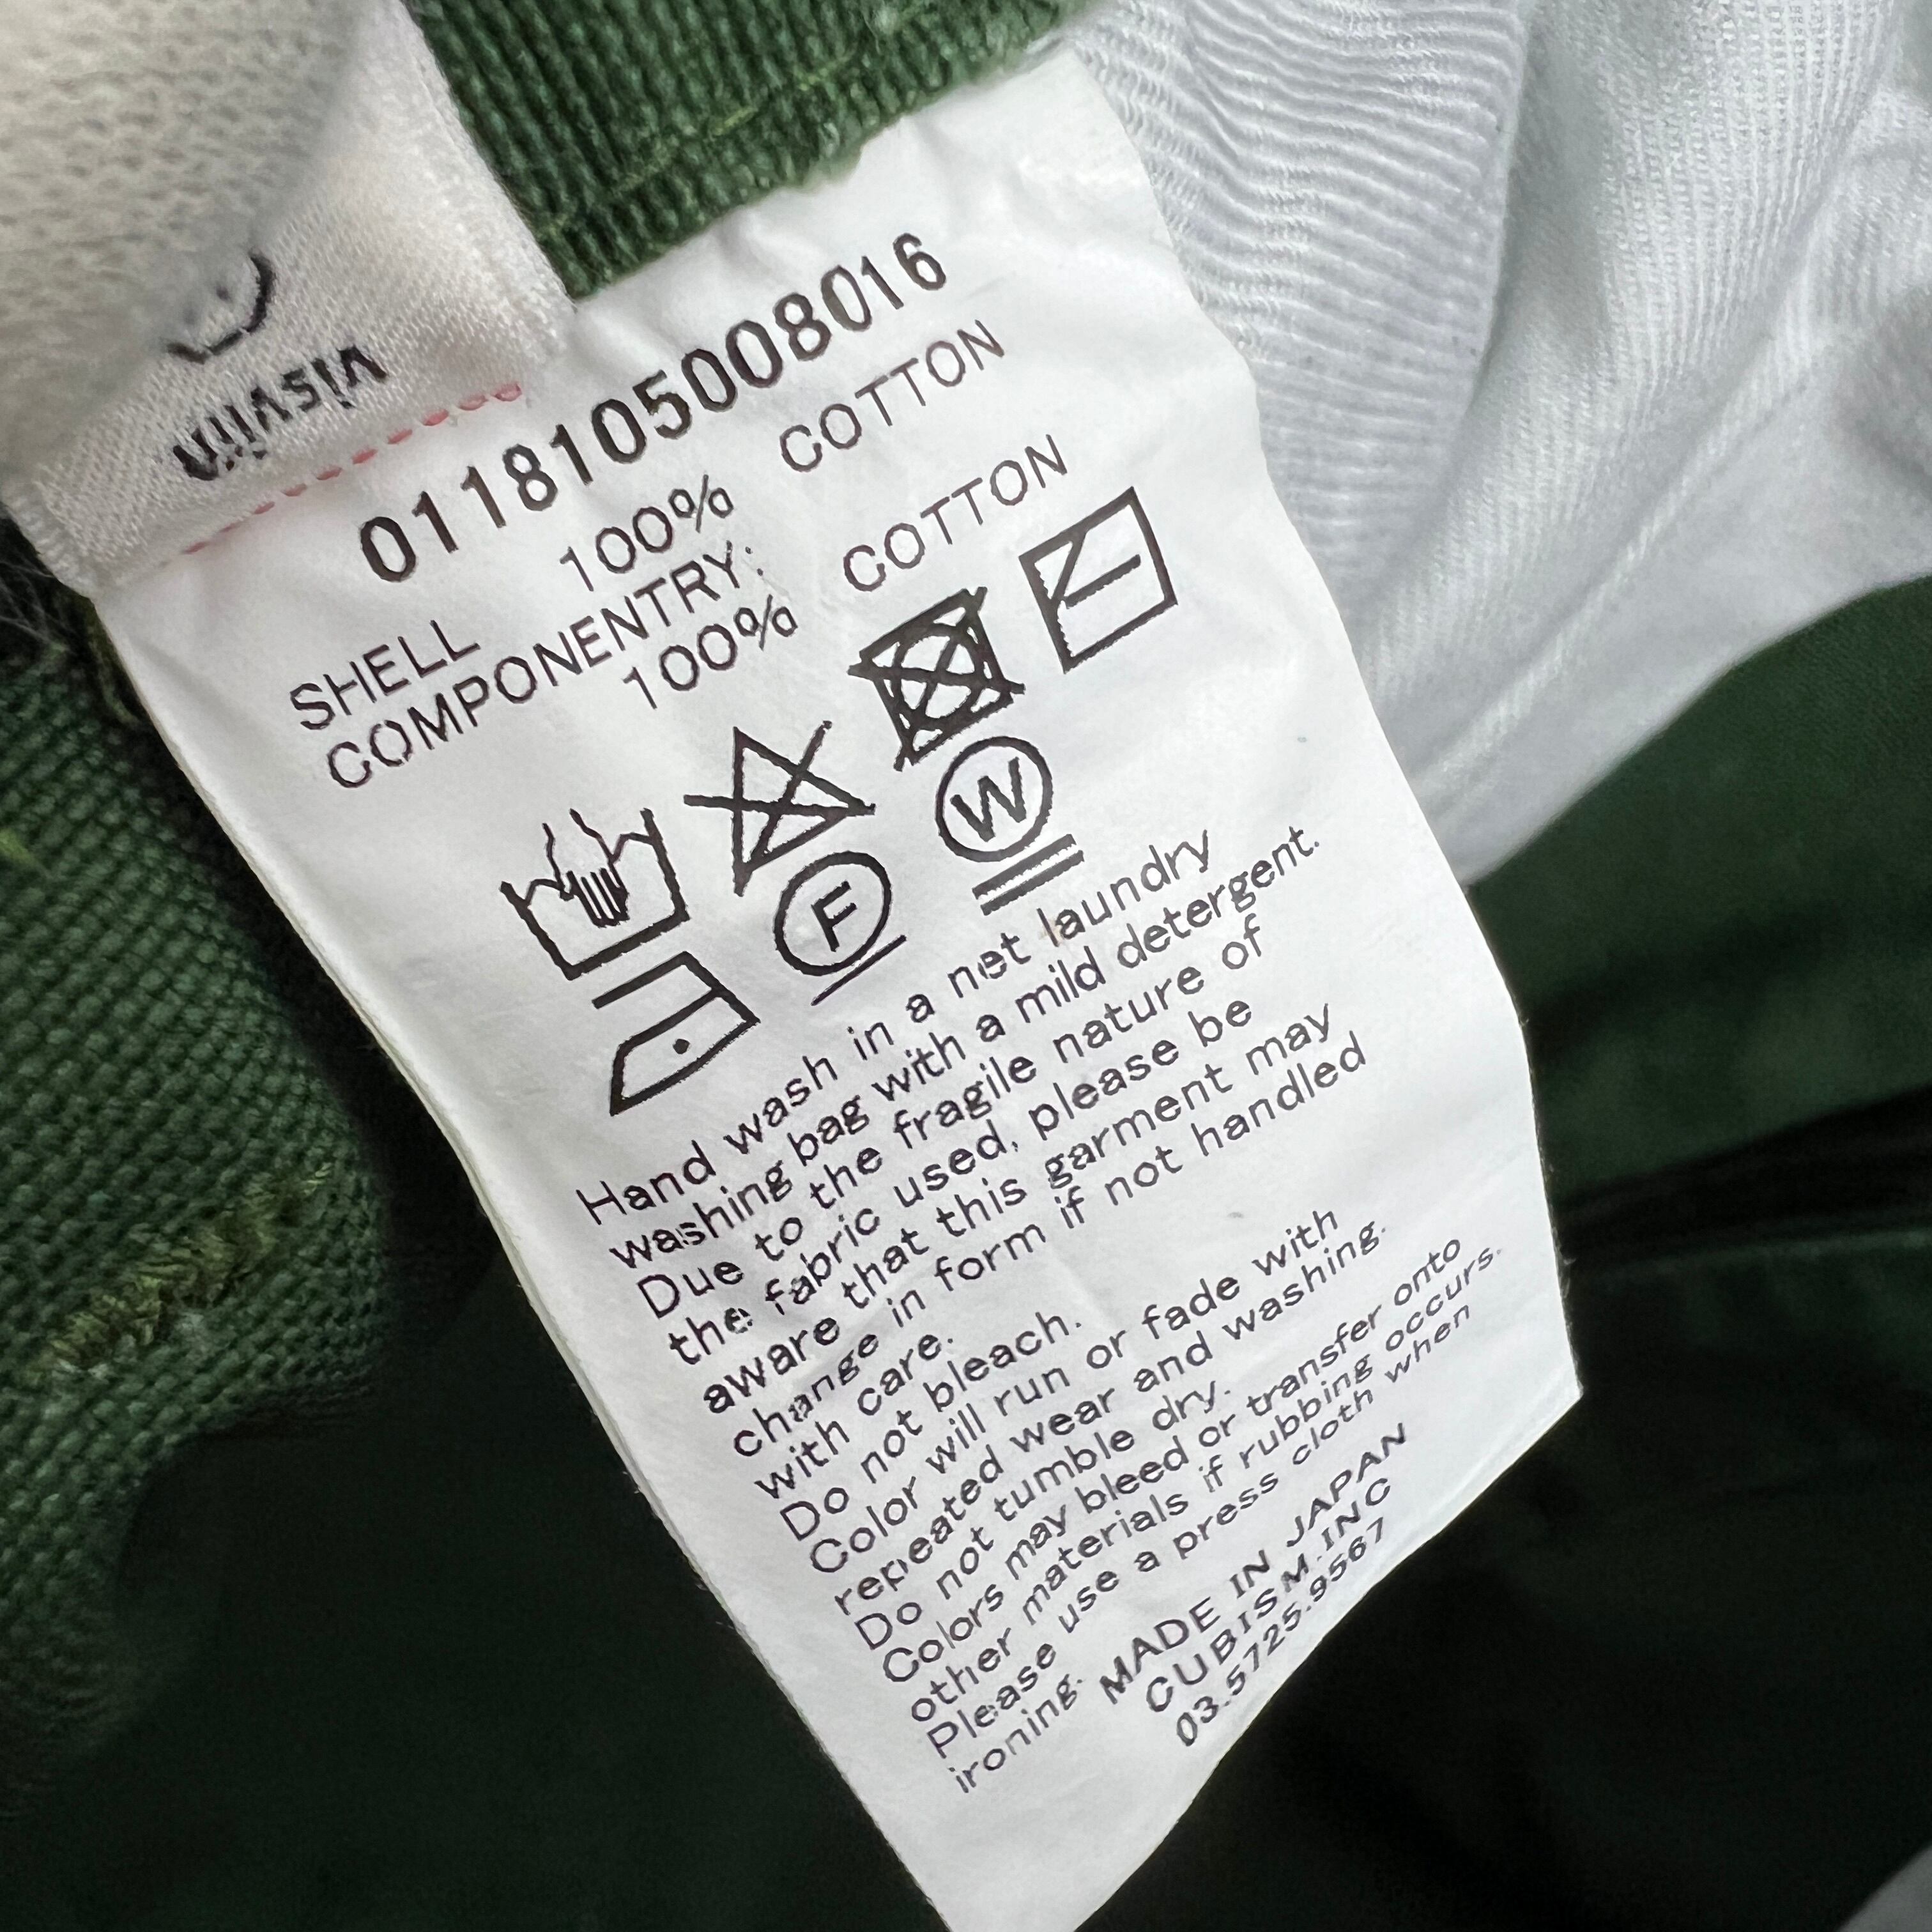 visvim
0118105008016
SHELL 100% COTTON
COMPONENTRY:
100% COTTON
F
W
Hand wash in a net laundry
washing bag with a mild detergent.
Due to the fragile nature of
the fabric used, please be
aware that this garment may
change in form if not handled
with care.
Do not bleach.
Color will run or fade with
repeated wear and washing.
Do not tumble dry.
Colors may bleed or transfer onto
other materials if rubbing occurs.
Please use a press cloth when
ironing.
MADE IN JAPAN
CUBISM.INC
03.5725.9567